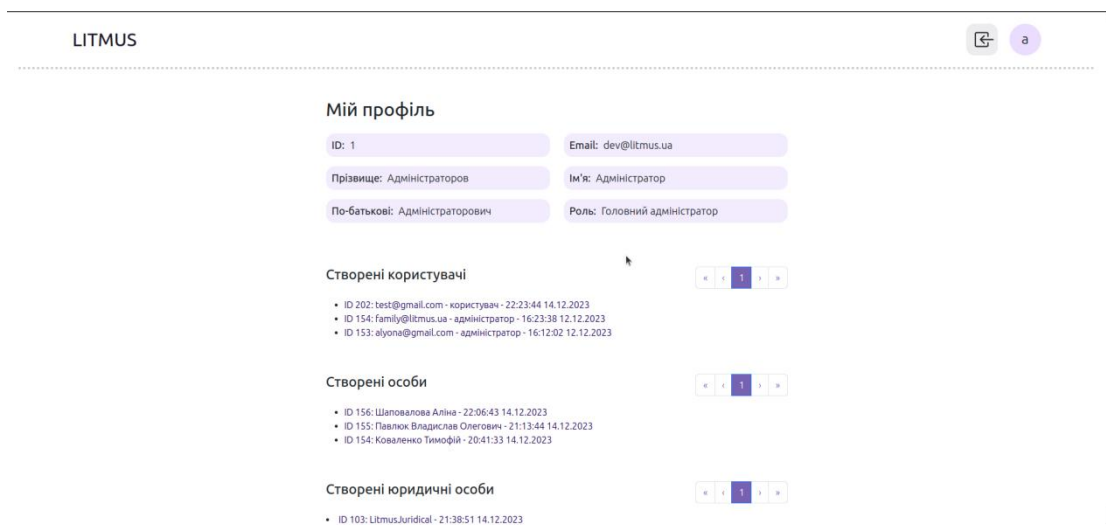 LITMUS
a
Мій профіль
ID: 1
Email: dev@litmus.ua
Прізвище: Адміністраторов
Ім'я: Адміністратор
По-батькові: Адміністраторович
Роль: Головний адміністратор
Створені користувачі
« ‹ 1 › »
• ID 202: test@gmail.com - користувач - 22:23:44 14.12.2023
• ID 154: family@litmus.ua - адміністратор - 16:23:38 12.12.2023
• ID 153: alyona@gmail.com - адміністратор - 16:12:02 12.12.2023
Створені особи
« ‹ 1 › »
• ID 156: Шаповалова Аліна - 22:06:43 14.12.2023
• ID 155: Павлюк Владислав Олегович - 21:13:44 14.12.2023
• ID 154: Коваленко Тимофій - 20:41:33 14.12.2023
Створені юридичні особи
« ‹ 1 › »
• ID 103: LitmusJuridical - 21:38:51 14.12.2023